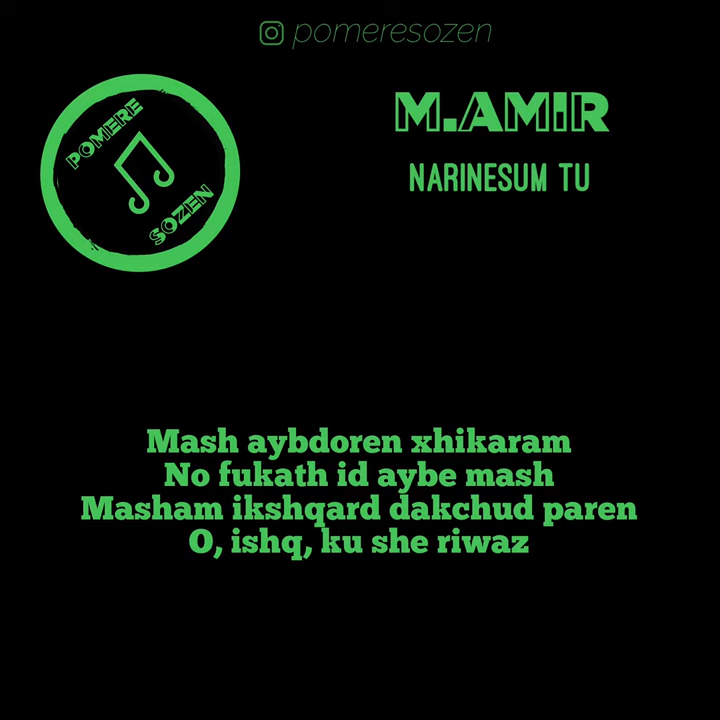 pomeresozen
POMERE
SOZEN
M.AMIR
NARINESUM TU
Mash aybdoren xhikaram
No fukath id aybe mash
Masham ikshqard dakchud paren
O, ishq, ku she riwaz